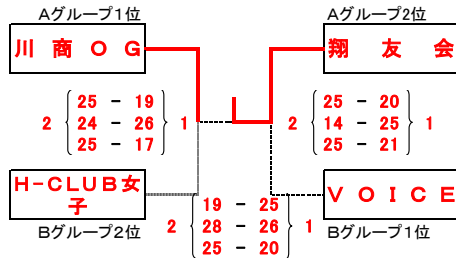 Aグループ1位 Aグループ2位
川商OG 翔友会
25 - 19 25 - 20
2 24 - 26 1 2 14 - 25 1
25 - 17 25 - 21
H-CLUB女子 VOICE
19 - 25
Bグループ2位 2 28 - 26 1 Bグループ1位
25 - 20